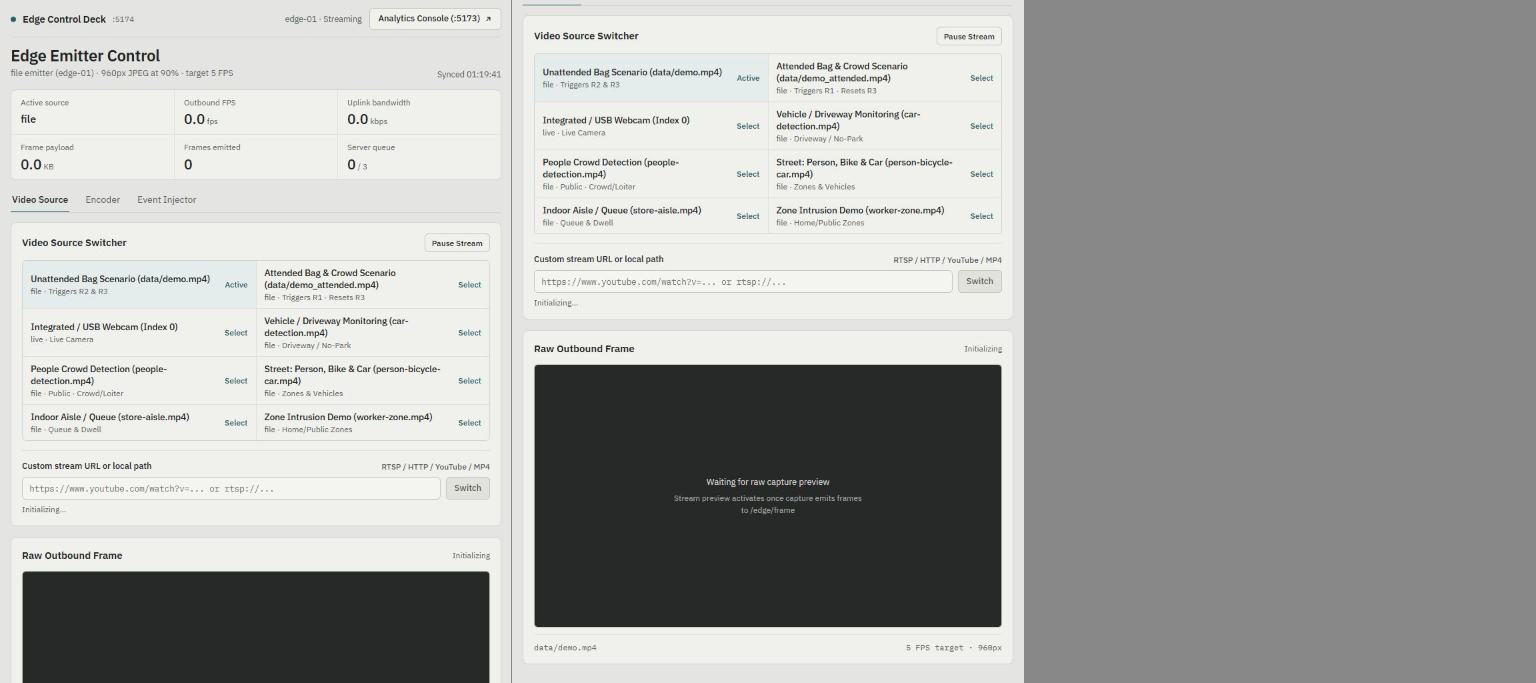 Edge Control Deck :5174
edge-01 · Streaming
Analytics Console (:5173) ↗
Edge Emitter Control
file emitter (edge-01) · 960px JPEG at 90% · target 5 FPS
Synced 01:19:41
Active source
file
Outbound FPS
0.0 fps
Uplink bandwidth
0.0 kbps
Frame payload
0.0 KB
Frames emitted
0
Server queue
0 / 3
Video Source
Encoder
Event Injector
Video Source Switcher
Pause Stream
Unattended Bag Scenario (data/demo.mp4)
file · Triggers R2 & R3
Active
Attended Bag & Crowd Scenario
(data/demo_attended.mp4)
file · Triggers R1 · Resets R3
Select
Integrated / USB Webcam (Index 0)
live · Live Camera
Select
Vehicle / Driveway Monitoring (car-
detection.mp4)
file · Driveway / No-Park
Select
People Crowd Detection (people-
detection.mp4)
file · Public · Crowd/Loiter
Select
Street: Person, Bike & Car (person-bicycle-
car.mp4)
file · Zones & Vehicles
Select
Indoor Aisle / Queue (store-aisle.mp4)
file · Queue & Dwell
Select
Zone Intrusion Demo (worker-zone.mp4)
file · Home/Public Zones
Select
Custom stream URL or local path
RTSP / HTTP / YouTube / MP4
https://www.youtube.com/watch?v=... or rtsp://...
Switch
Initializing...
Raw Outbound Frame
Initializing
Video Source Switcher
Pause Stream
Unattended Bag Scenario (data/demo.mp4)
file · Triggers R2 & R3
Active
Attended Bag & Crowd Scenario
(data/demo_attended.mp4)
file · Triggers R1 · Resets R3
Select
Integrated / USB Webcam (Index 0)
live · Live Camera
Select
Vehicle / Driveway Monitoring (car-
detection.mp4)
file · Driveway / No-Park
Select
People Crowd Detection (people-
detection.mp4)
file · Public · Crowd/Loiter
Select
Street: Person, Bike & Car (person-bicycle-
car.mp4)
file · Zones & Vehicles
Select
Indoor Aisle / Queue (store-aisle.mp4)
file · Queue & Dwell
Select
Zone Intrusion Demo (worker-zone.mp4)
file · Home/Public Zones
Select
Custom stream URL or local path
RTSP / HTTP / YouTube / MP4
https://www.youtube.com/watch?v=... or rtsp://...
Switch
Initializing...
Raw Outbound Frame
Initializing
Waiting for raw capture preview
Stream preview activates once capture emits frames
to /edge/frame
data/demo.mp4
5 FPS target · 960px